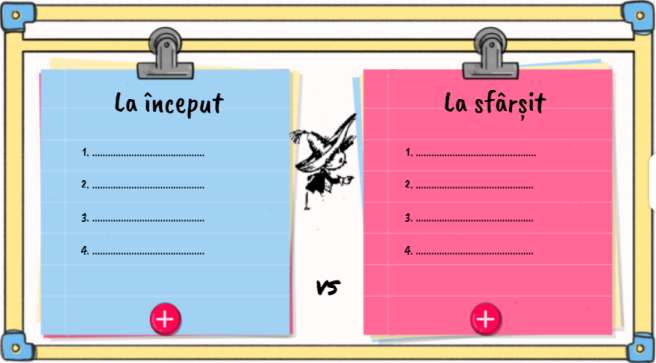 La început
1. ..........................................
2. ..........................................
3. ..........................................
4. ..........................................
vs
La sfârșit
1. .............................................
2. ............................................
3. ............................................
4. ............................................